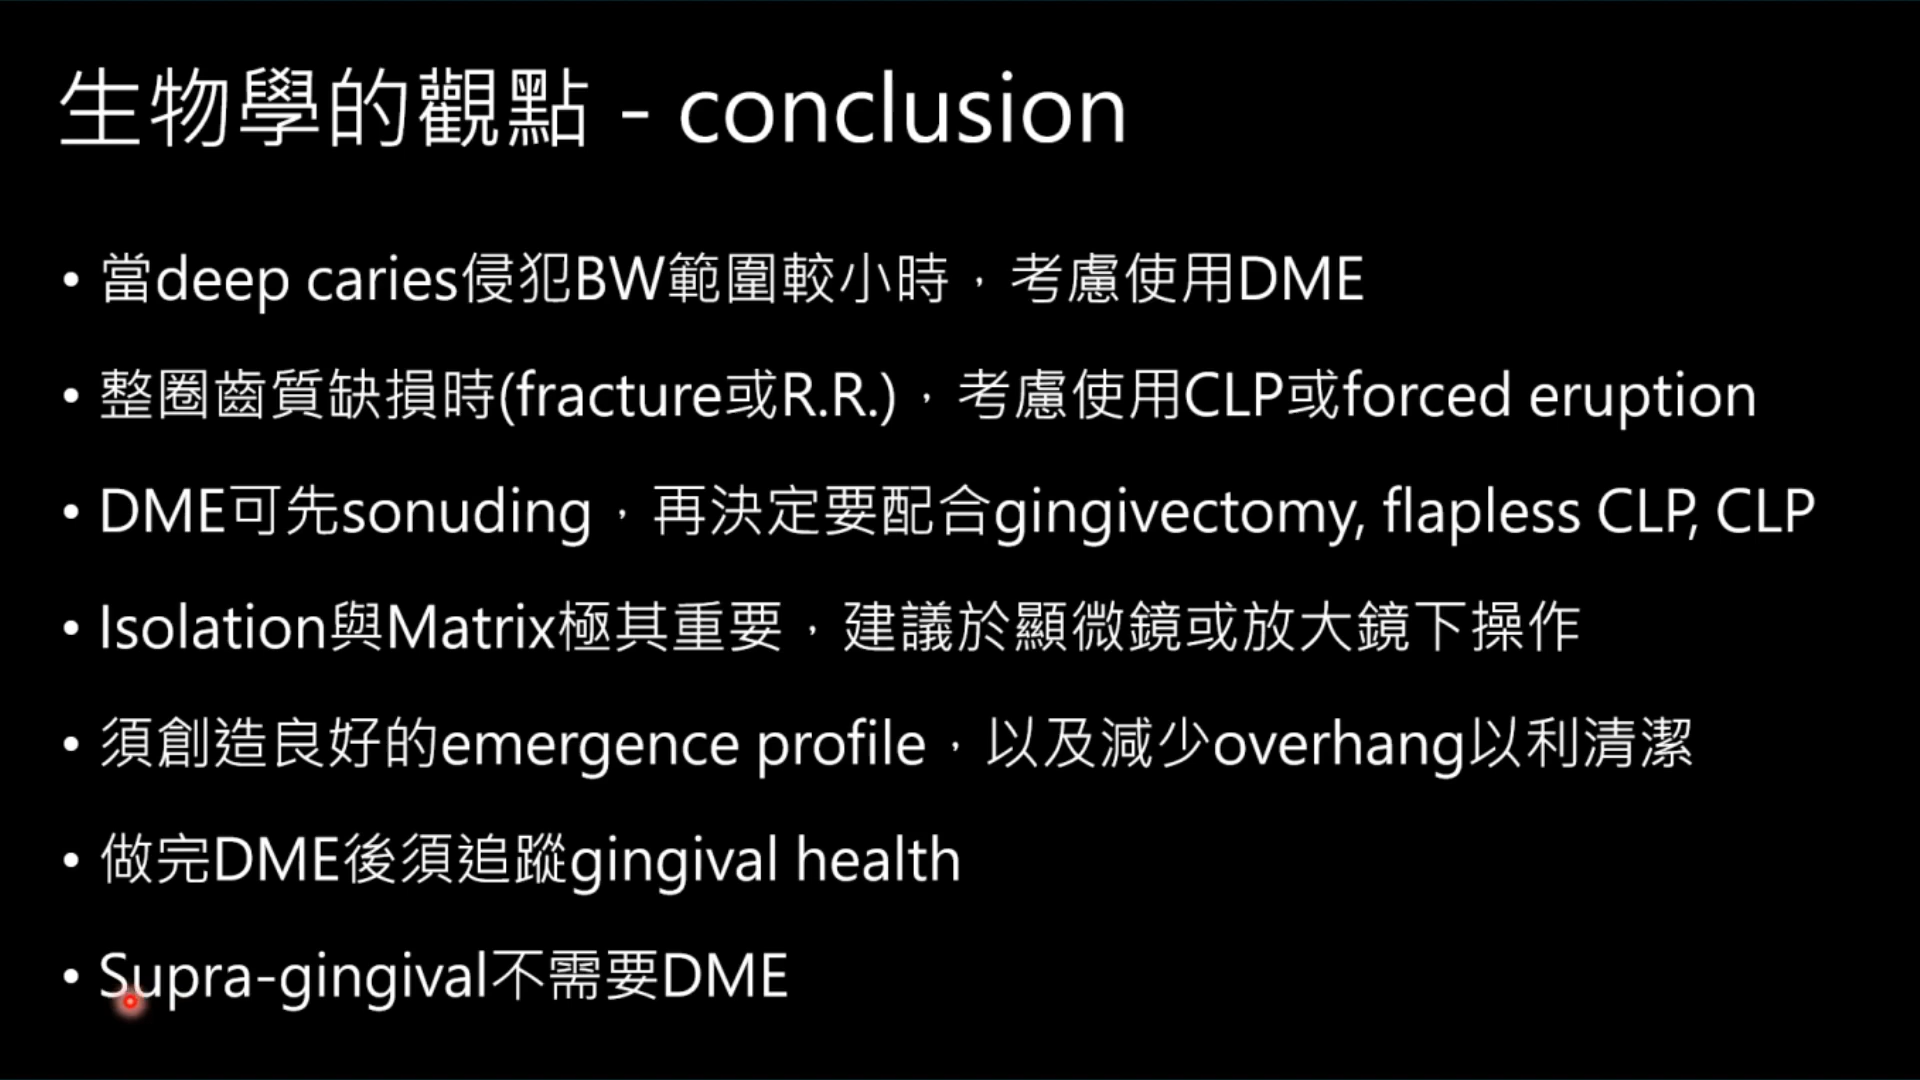 生物學的觀點 - conclusion
• 當deep caries侵犯BW範圍較小時，考慮使用DME
• 整圈齒質缺損時(fracture或R.R.)，考慮使用CLP或forced eruption
• DME可先sonuding，再決定要配合gingivectomy, flapless CLP, CLP
• Isolation與Matrix極其重要，建議於顯微鏡或放大鏡下操作
• 須創造良好的emergence profile，以及減少overhang以利清潔
• 做完DME後須追蹤gingival health
• Supra-gingival不需要DME